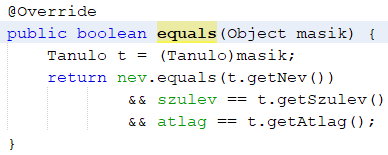 @Override
public boolean equals(Object masik) {
    Tanulo t = (Tanulo)masik;
    return nev.equals(t.getNev())
            && szulev == t.getSzulev()
            && atlag == t.getAtlag();
}